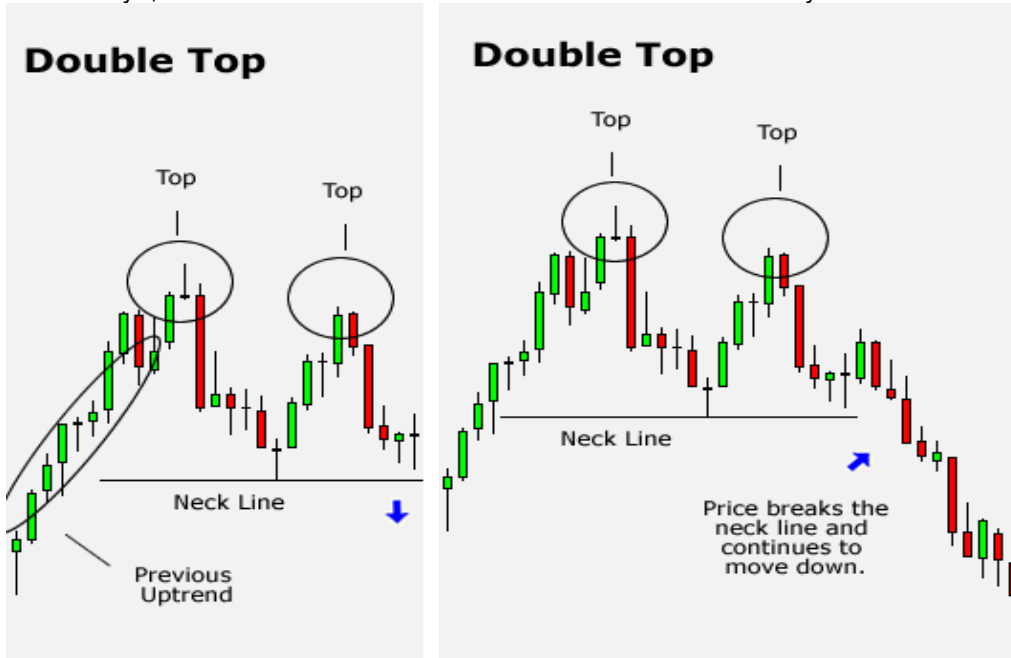 Double Top
Top
Top
Neck Line
Previous
Uptrend
Double Top
Top
Top
Neck Line
Price breaks the
neck line and
continues to
move down.